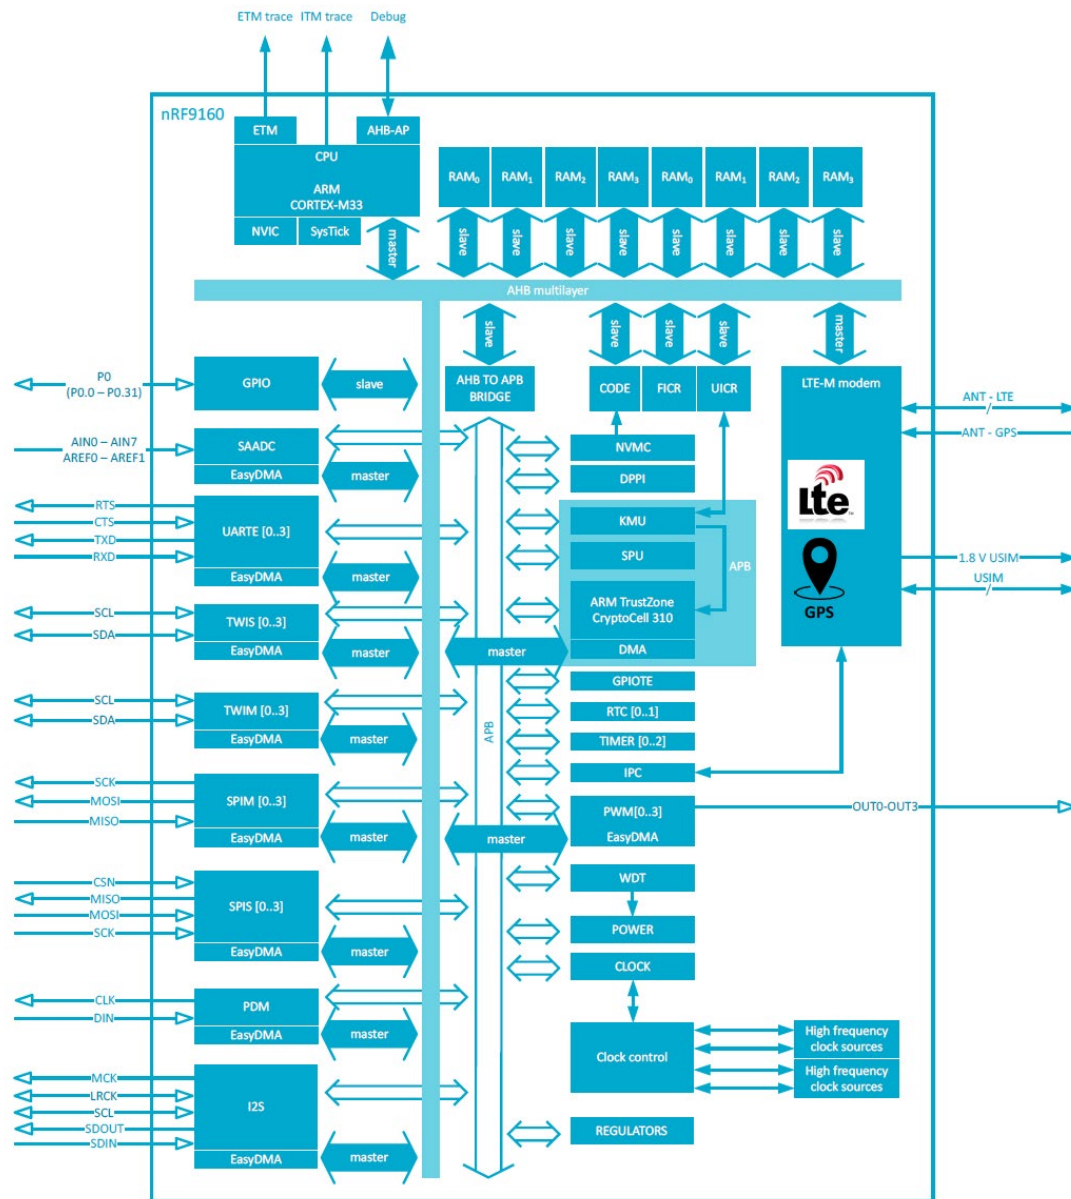 ETM trace
ITM trace
Debug
nRF9160
ETM
AHB-AP
CPU
ARM
CORTEX-M33
NVIC
SysTick
master
RAM0
RAM1
RAM2
RAM3
RAM0
RAM1
RAM2
RAM3
slave
slave
slave
slave
slave
slave
slave
slave
AHB multilayer
slave
slave
slave
slave
master
P0
(P0.0 – P0.31)
GPIO
slave
AHB TO APB
BRIDGE
CODE
FICR
UICR
LTE-M modem
ANT - LTE
ANT - GPS
AIN0 – AIN7
AREF0 – AREF1
SAADC
EasyDMA
master
NVMC
DPPI
Lte
TM
RTS
CTS
TXD
RXD
UARTE [0..3]
EasyDMA
master
KMU
SPU
APB
1.8 V USIM
USIM
GPS
SCL
SDA
TWIS [0..3]
EasyDMA
master
master
ARM TrustZone
CryptoCell 310
DMA
GPIOTE
SCL
SDA
TWIM [0..3]
EasyDMA
master
APB
RTC [0..1]
TIMER [0..2]
IPC
SCK
MOSI
MISO
SPIM [0..3]
EasyDMA
master
master
PWM[0..3]
EasyDMA
OUT0-OUT3
CSN
MISO
MOSI
SCK
SPIS [0..3]
EasyDMA
master
WDT
POWER
CLOCK
CLK
DIN
PDM
EasyDMA
master
Clock control
High frequency
clock sources
High frequency
clock sources
MCK
LRCK
SCL
SDOUT
SDIN
I2S
EasyDMA
master
REGULATORS